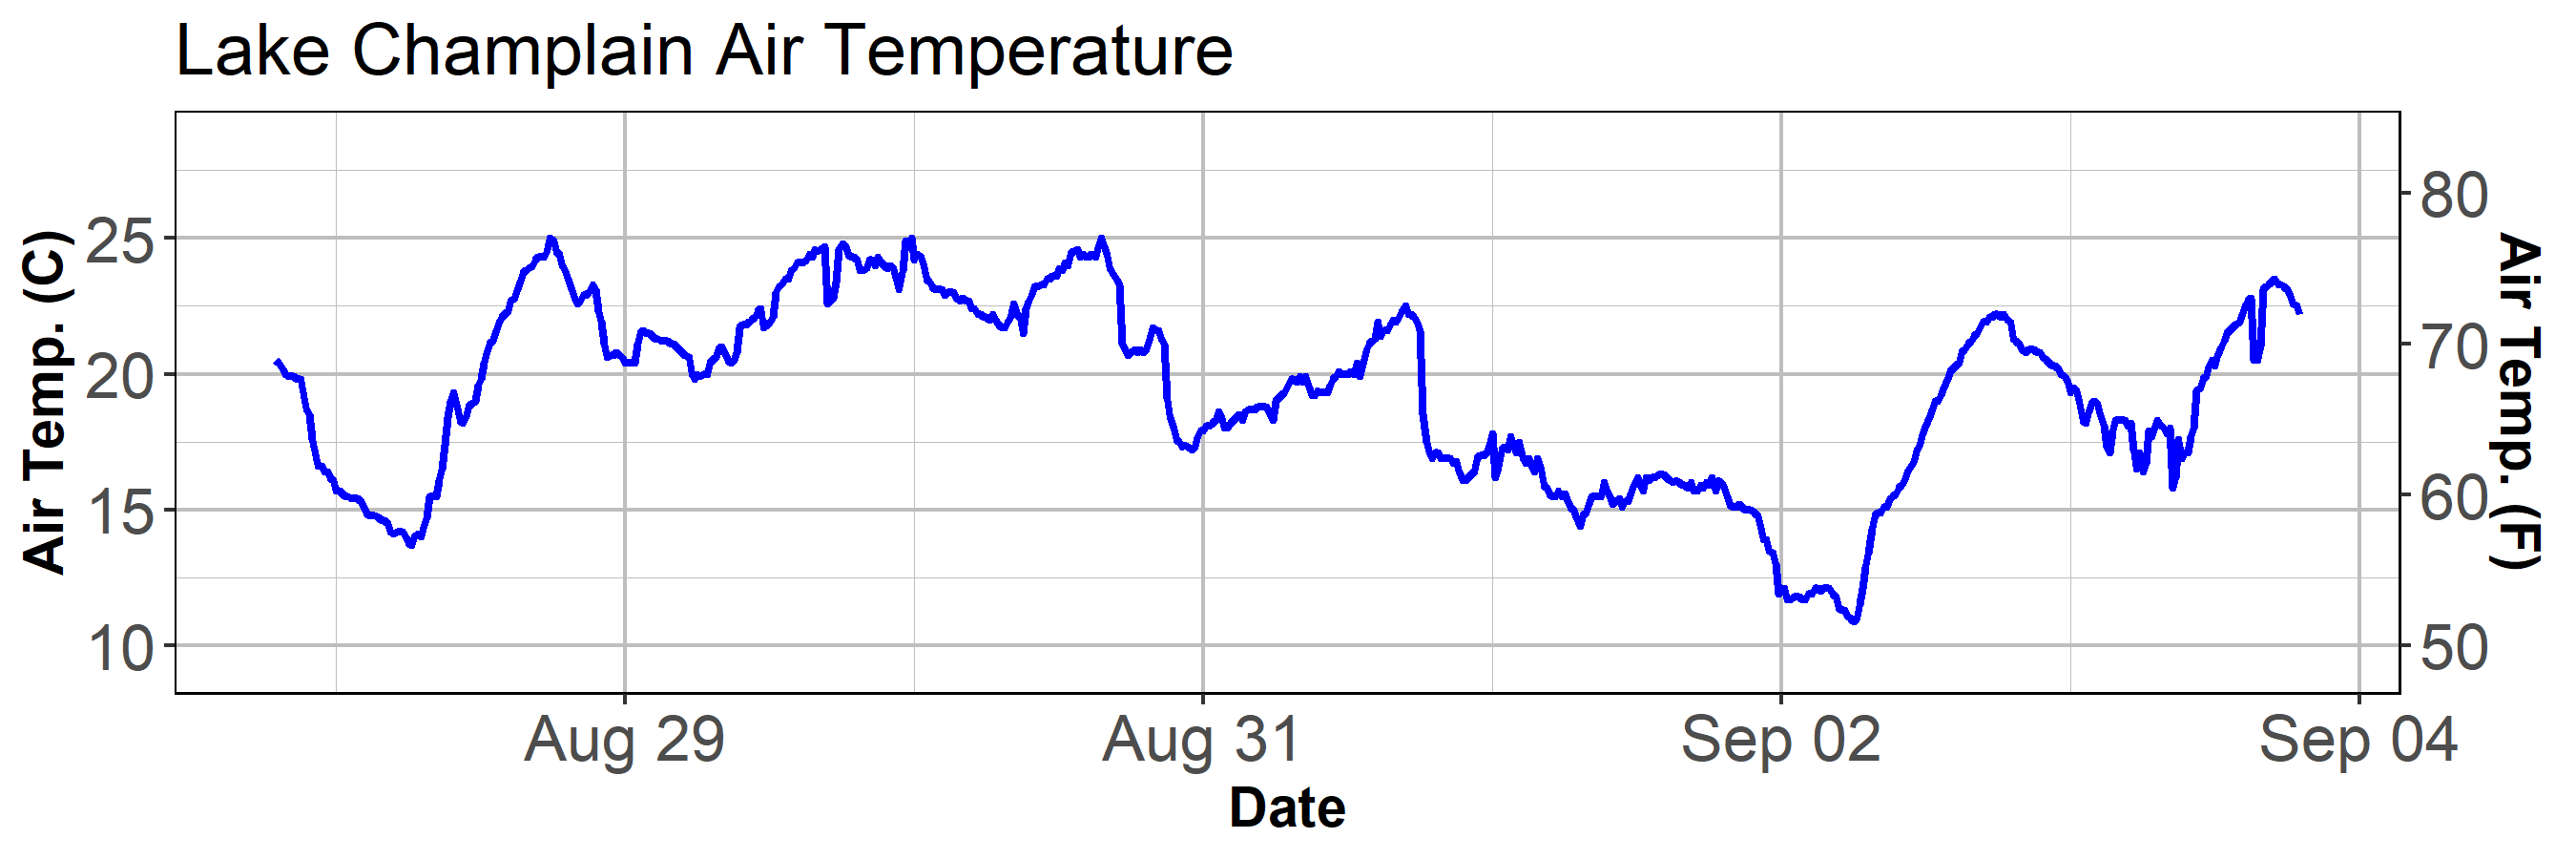 Lake Champlain Air Temperature
Air Temp. (C)
25
20
15
10
80
70
60
50
Air Temp. (F)
Aug 29
Aug 31
Sep 02
Sep 04
Date